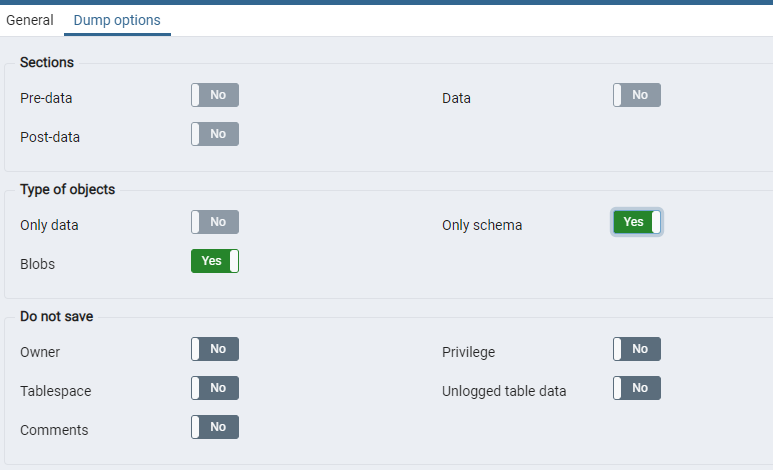 General Dump options
Sections
Pre-data No Data No
Post-data No
Type of objects
Only data No Only schema Yes
Blobs Yes
Do not save
Owner No Privilege No
Tablespace No Unlogged table data No
Comments No